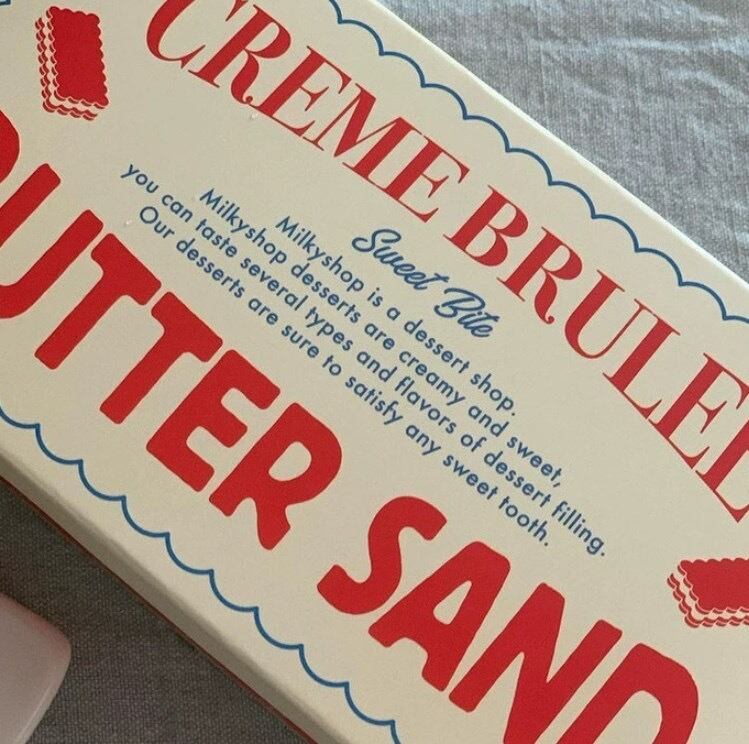 CREME BRULEE
Sweet Bite
Milkyshop is a dessert shop.
Milkyshop desserts are creamy and sweet,
you can taste several types and flavors of dessert filling.
Our desserts are sure to satisfy any sweet tooth.
BUTTER SAND